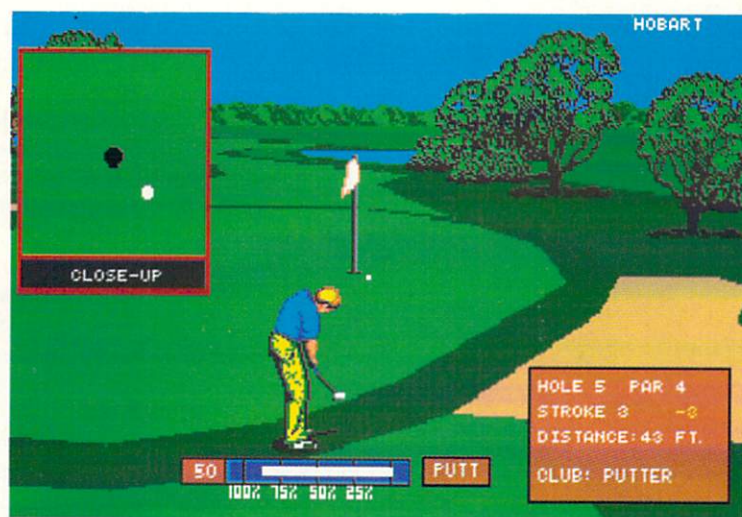 HOBART
CLOSE-UP
HOLE 5 PAR 4
STROKE 3 -3
DISTANCE:43 FT.
CLUB: PUTTER
50 PUTT
100% 75% 50% 25%